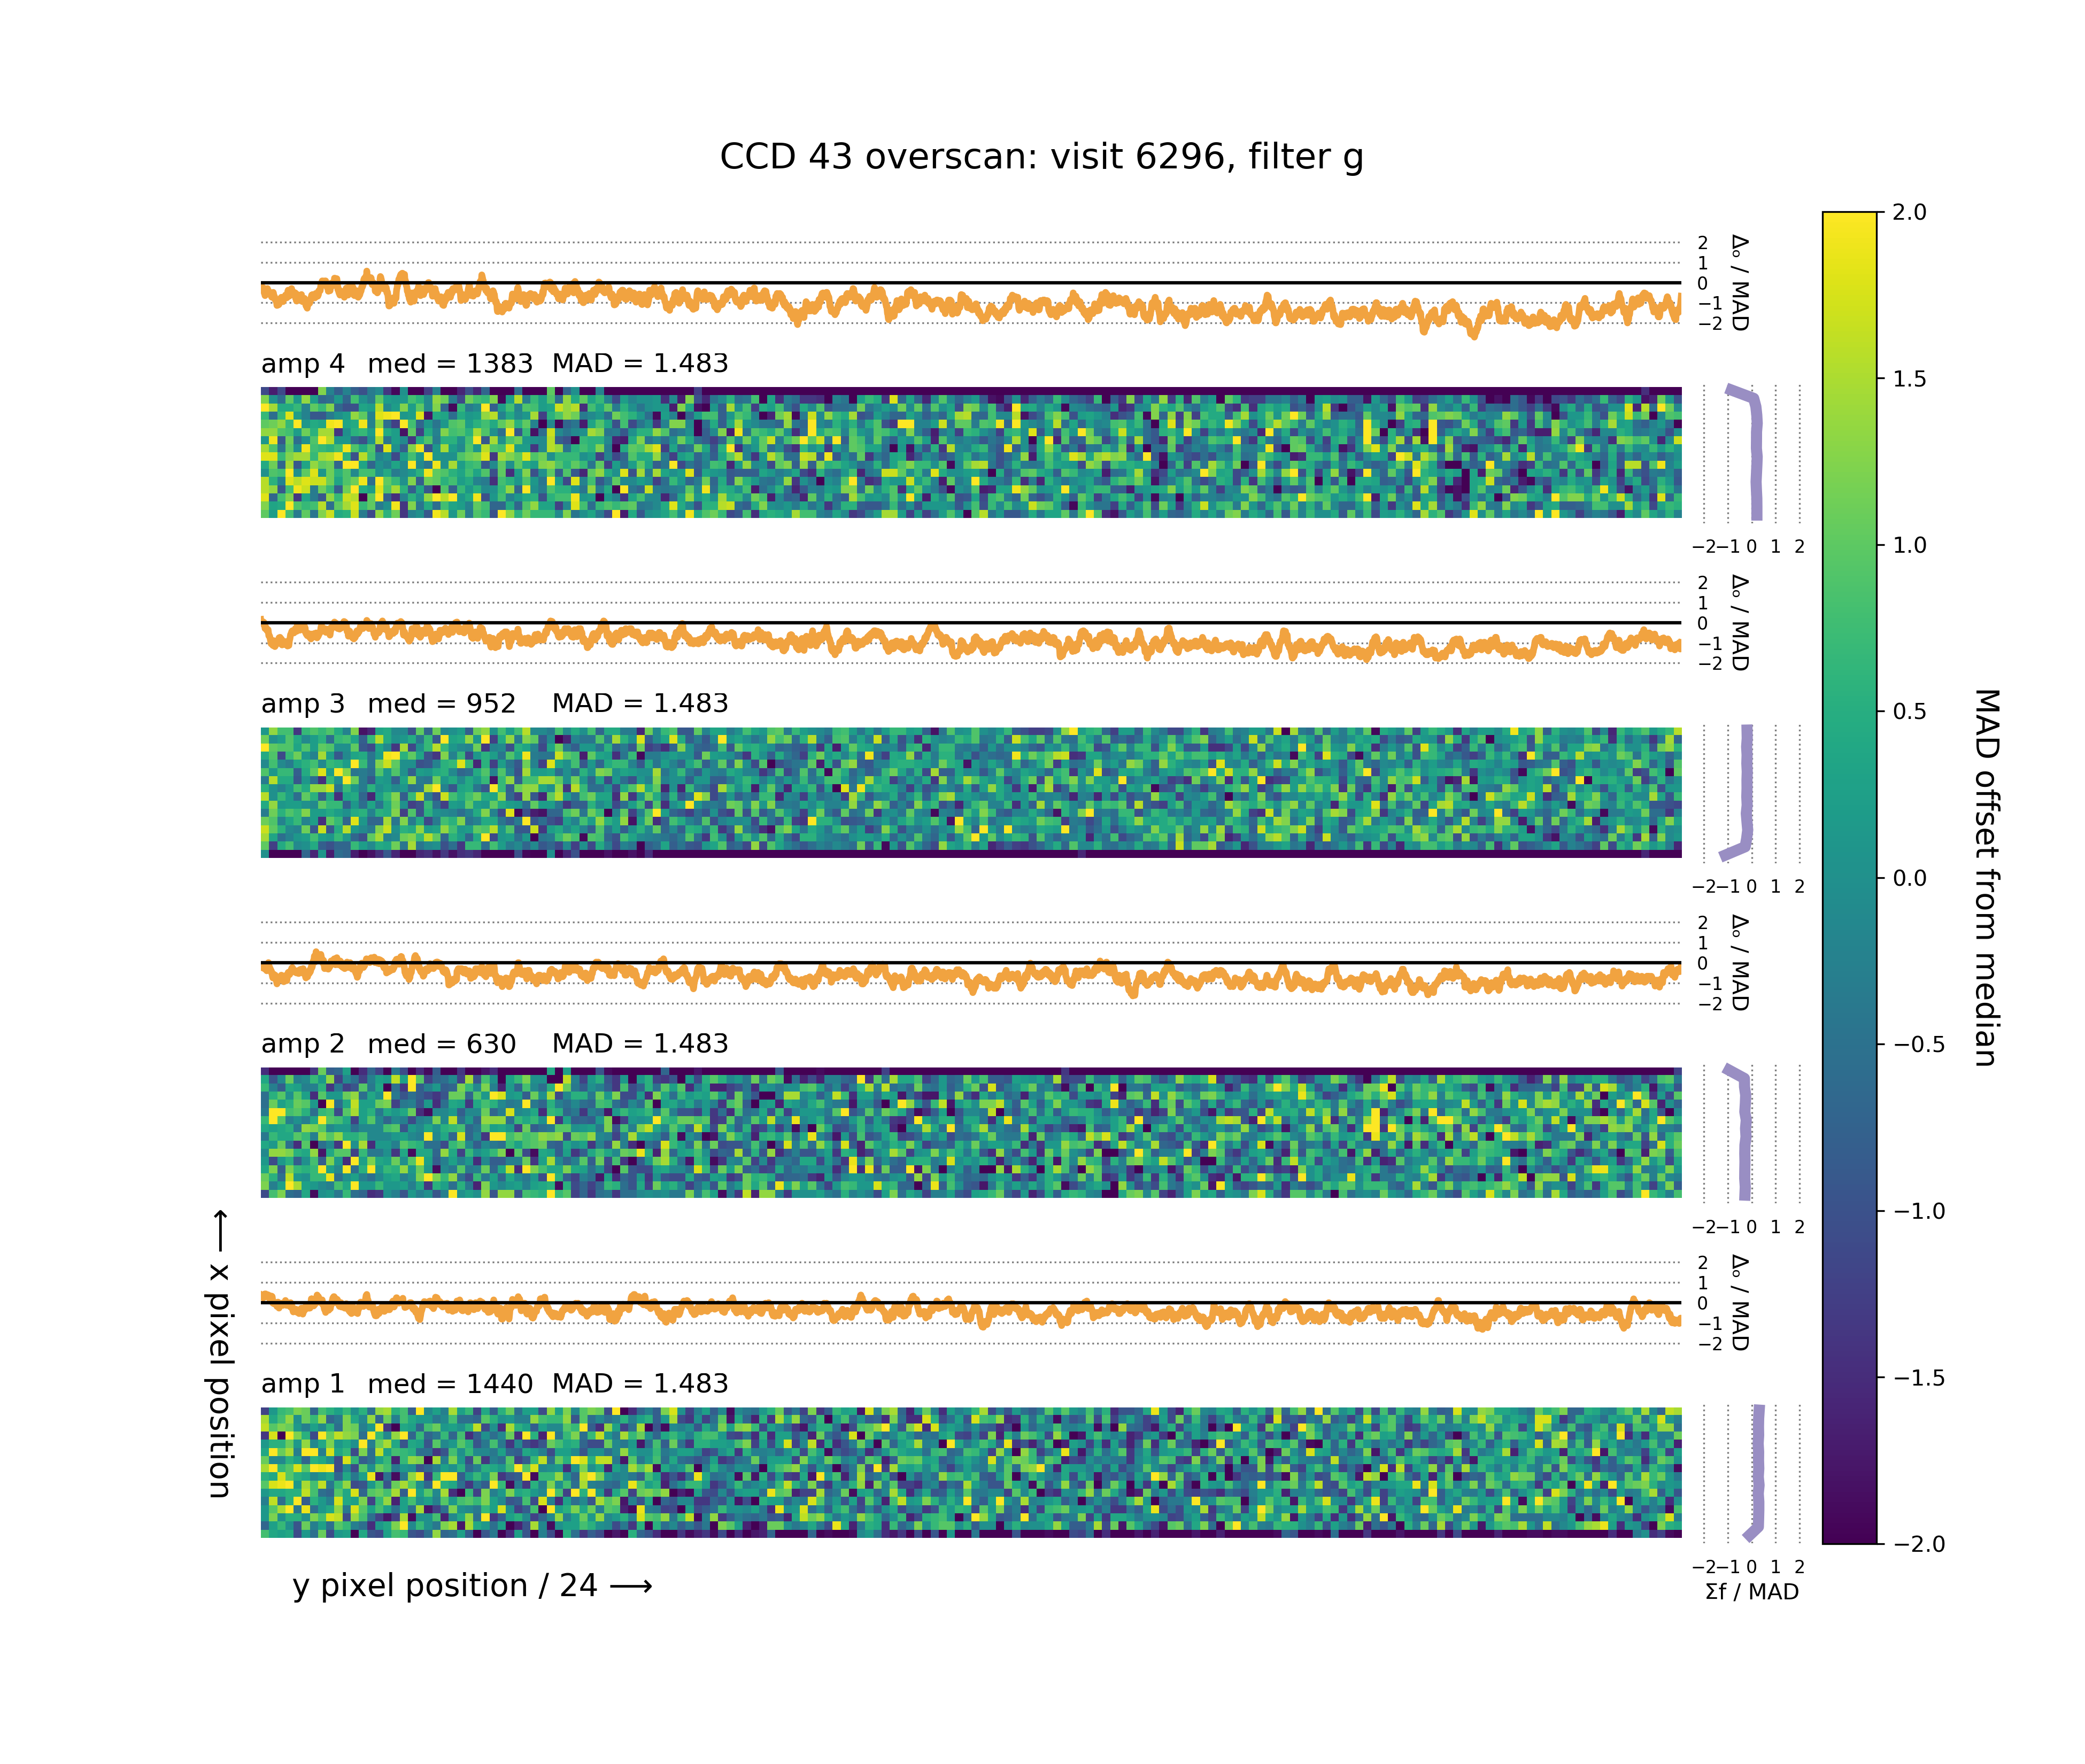 CCD 43 overscan: visit 6296, filter g
2
1
0
−1
−2
Δₒ / MAD
amp 4 med = 1383 MAD = 1.483
−2 −1 0 1 2
2
1
0
−1
−2
Δₒ / MAD
amp 3 med = 952 MAD = 1.483
−2 −1 0 1 2
2
1
0
−1
−2
Δₒ / MAD
amp 2 med = 630 MAD = 1.483
−2 −1 0 1 2
2
1
0
−1
−2
Δₒ / MAD
amp 1 med = 1440 MAD = 1.483
−2 −1 0 1 2
Σf / MAD
y pixel position / 24 ⟶
⟵ x pixel position
2.0
1.5
1.0
0.5
0.0
−0.5
−1.0
−1.5
−2.0
MAD offset from median